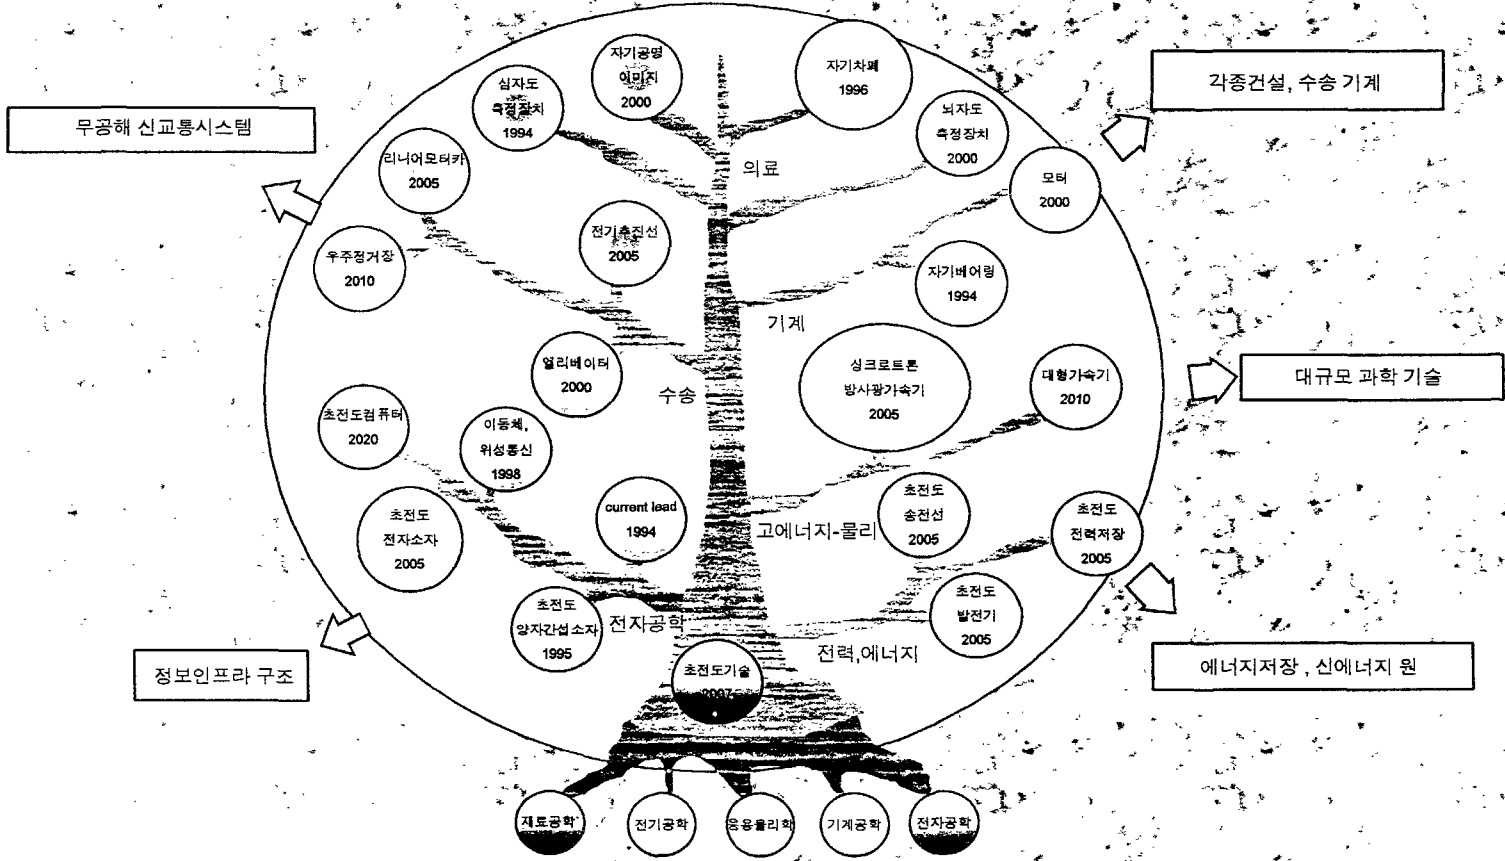 자기공명
이미지
2000
자기차폐
1996
심자도
측정장치
1994
뇌자도
측정장치
2000
각종건설, 수송 기계
무공해 신교통시스템
리니어모터카
2005
의료
모터
2000
전기추진선
2005
우주정거장
2010
자기베어링
1994
기계
엘리베이터
2000
수송
싱크로트론
방사광가속기
2005
대형가속기
2010
대규모 과학 기술
초전도컴퓨터
2020
이동체,
위성통신
1998
current lead
1994
초전도
전자소자
2005
고에너지-물리
초전도
송전선
2005
초전도
전력저장
2005
초전도
양자간섭소자
1995
전자공학
초전도
발전기
2005
전력,에너지
정보인프라 구조
에너지저장 , 신에너지 원
초전도기술
2007
재료공학
전기공학
응용물리학
기계공학
전자공학